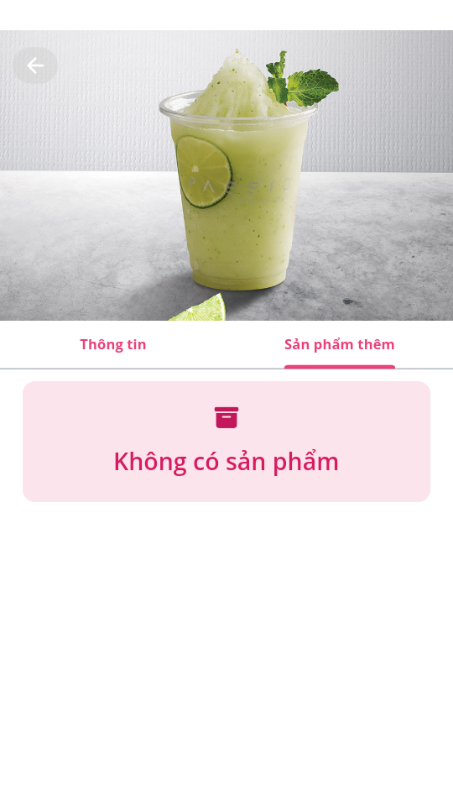 Thông tin
Sản phẩm thêm
Không có sản phẩm